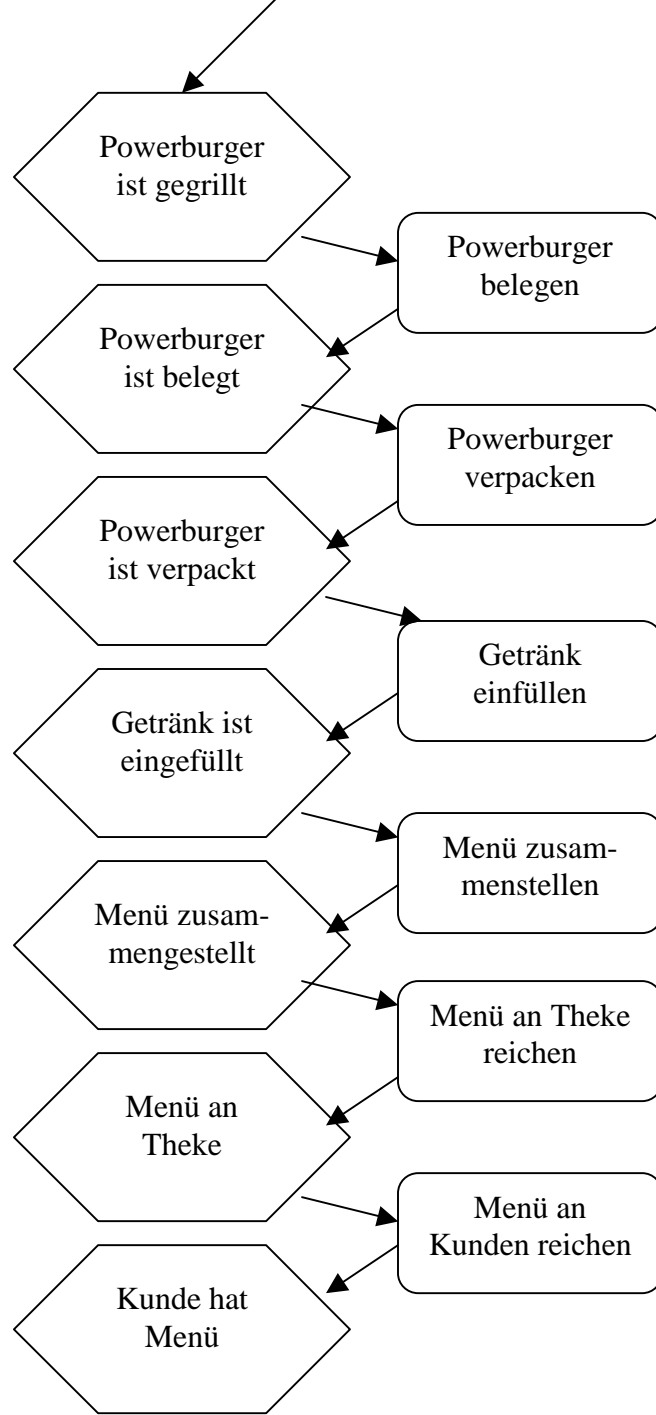 Powerburger
ist gegrillt
Powerburger
belegen
Powerburger
ist belegt
Powerburger
verpacken
Powerburger
ist verpackt
Getränk
einfüllen
Getränk ist
eingefüllt
Menü zusam-
menstellen
Menü zusam-
mengestellt
Menü an Theke
reichen
Menü an
Theke
Menü an
Kunden reichen
Kunde hat
Menü